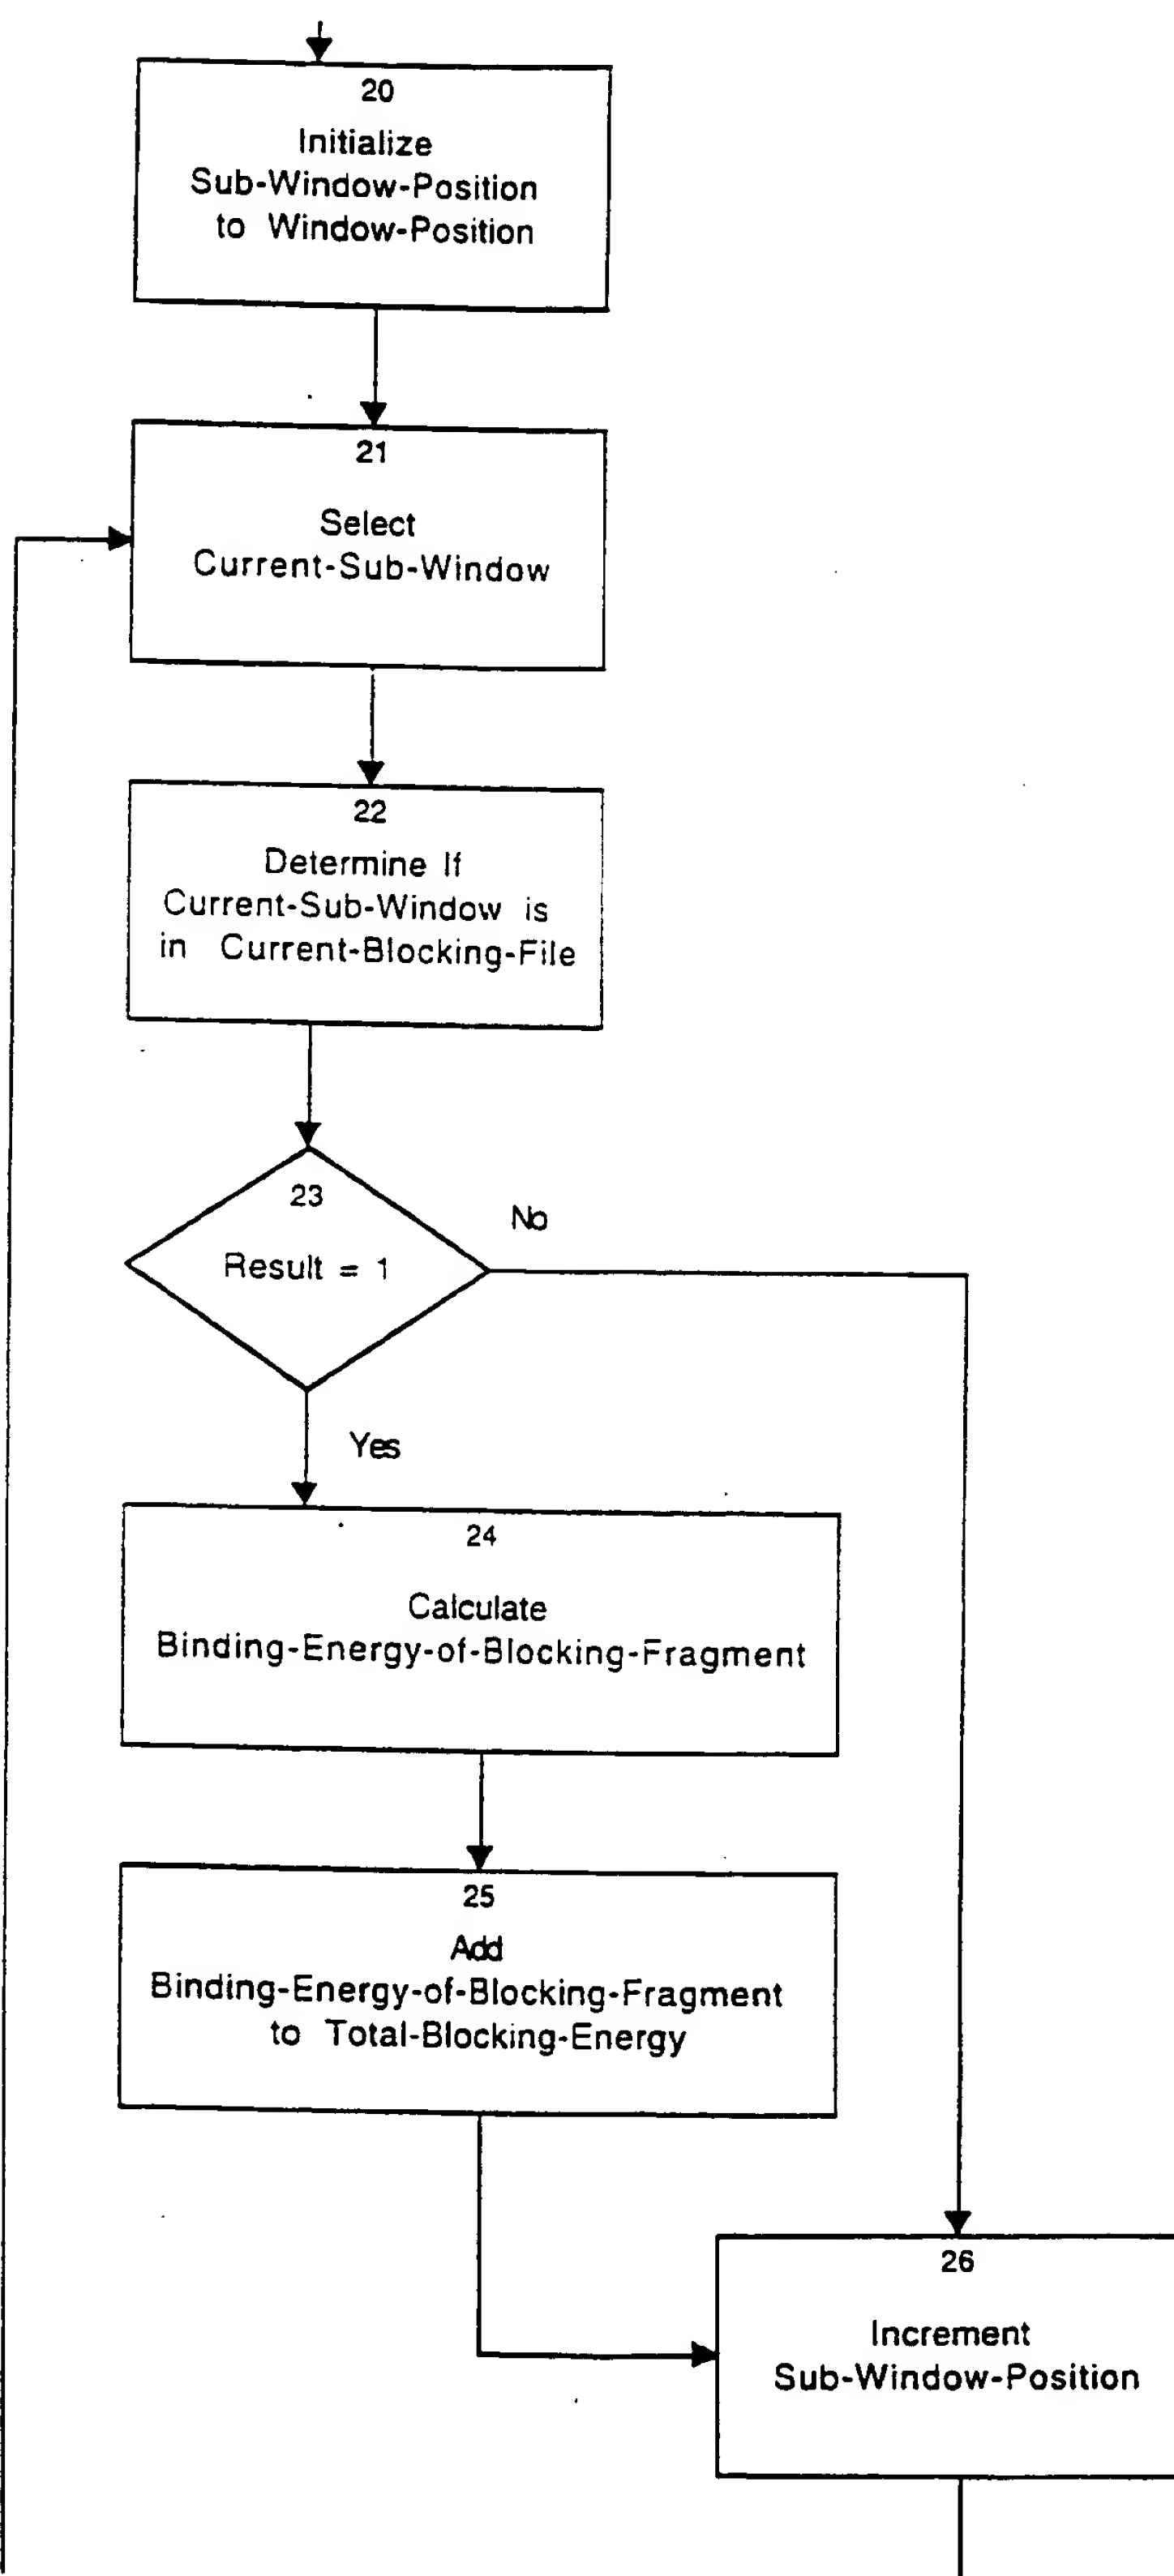 20
Initialize
Sub-Window-Position
to Window-Position
21
Select
Current-Sub-Window
22
Determine If
Current-Sub-Window is
in Current-Blocking-File
23
No
Result = 1
Yes
24
Calculate
Binding-Energy-of-Blocking-Fragment
25
Add
Binding-Energy-of-Blocking-Fragment
to Total-Blocking-Energy
26
Increment
Sub-Window-Position